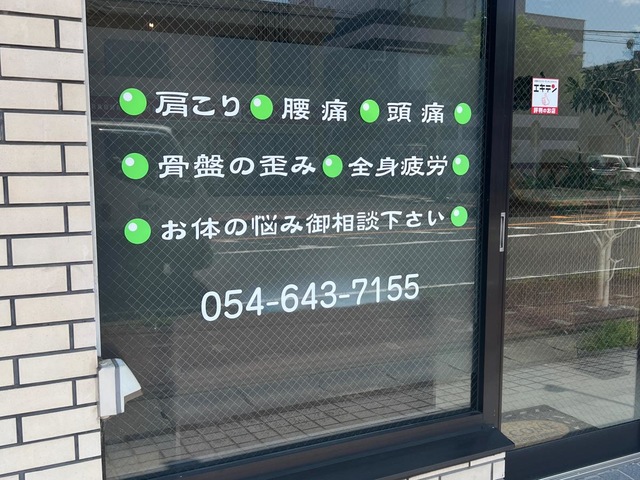 肩こり 腰痛 頭痛
骨盤の歪み 全身疲労
お体の悩み御相談下さい
054-643-7155
エキテン